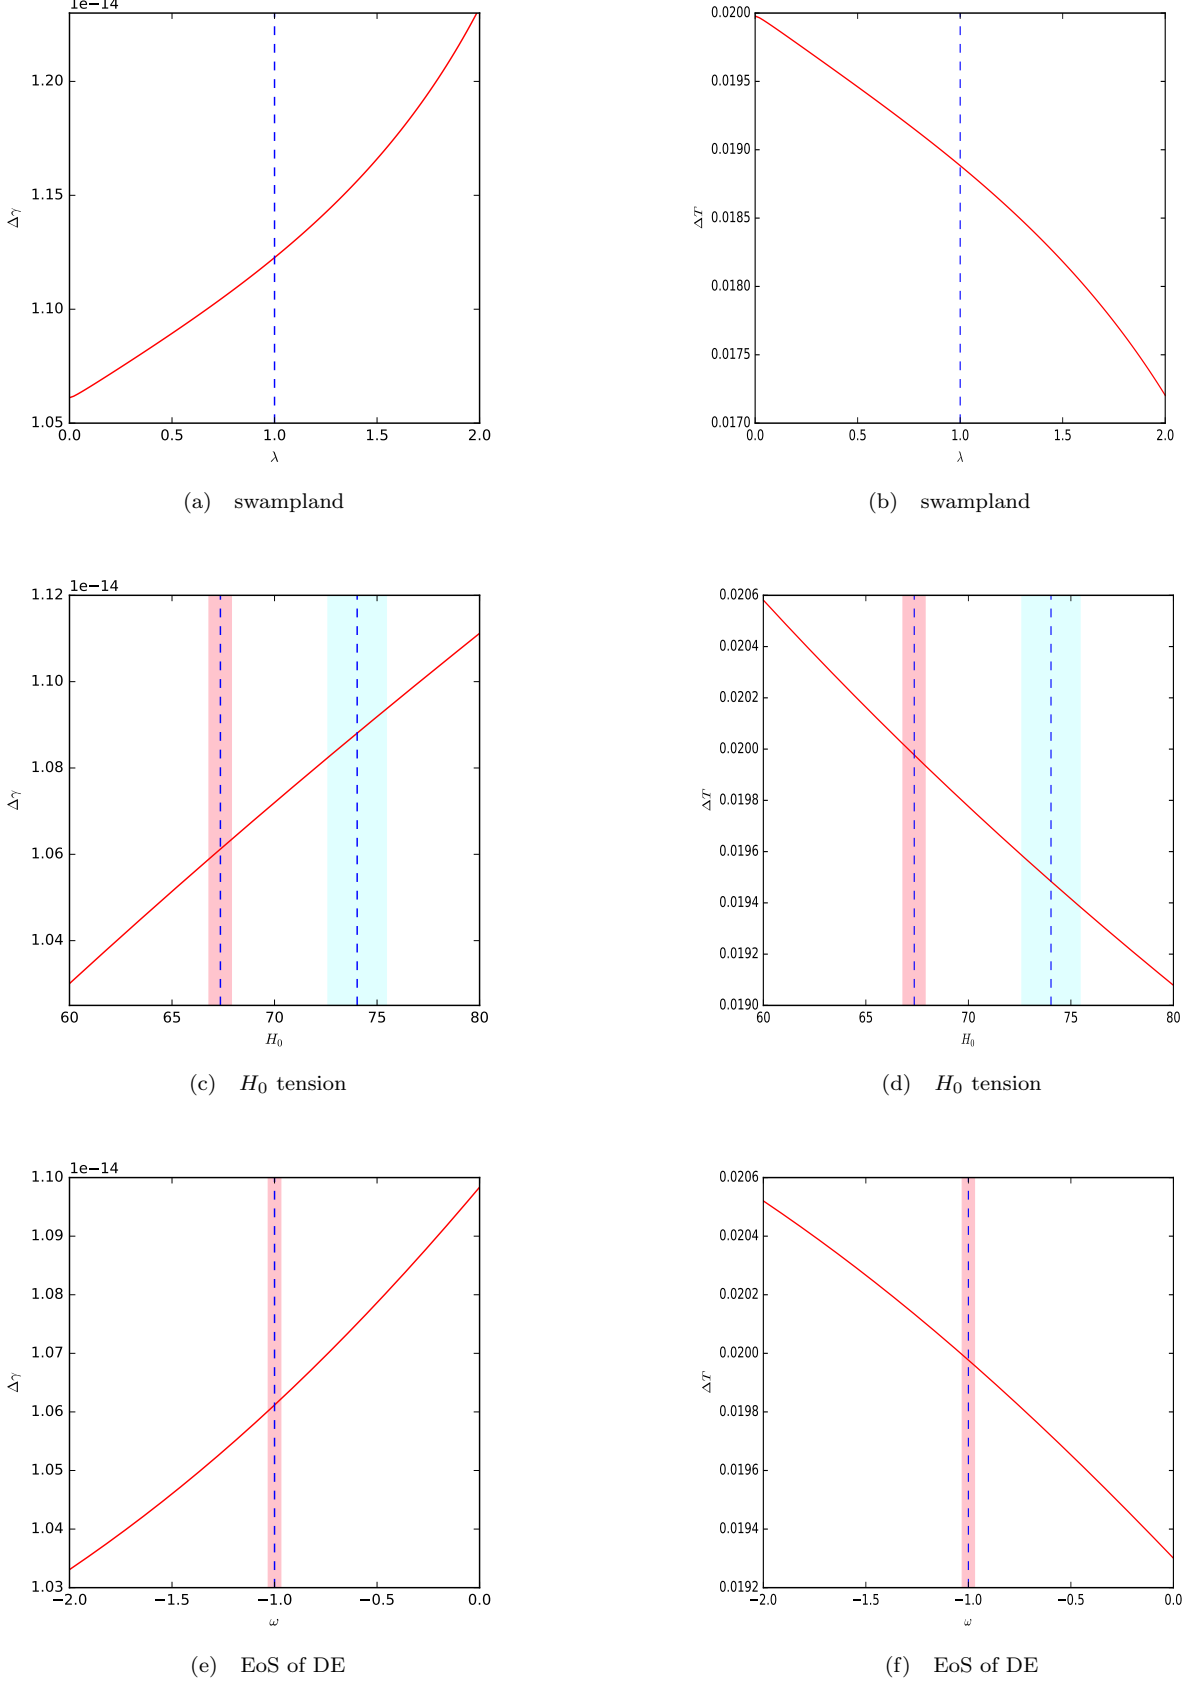 1e−14
1.20
1.15
1.10
1.05
Δγ
0.0 0.5 1.0 1.5 2.0
λ
(a) swampland
0.0200
0.0195
0.0190
0.0185
0.0180
0.0175
0.0170
ΔT
0.0 0.5 1.0 1.5 2.0
λ
(b) swampland
1e−14
1.12
1.10
1.08
1.06
1.04
Δγ
60 65 70 75 80
H₀
(c) H₀ tension
0.0206
0.0204
0.0202
0.0200
0.0198
0.0196
0.0194
0.0192
0.0190
ΔT
60 65 70 75 80
H₀
(d) H₀ tension
1e−14
1.10
1.09
1.08
1.07
1.06
1.05
1.04
1.03
Δγ
−2.0 −1.5 −1.0 −0.5 0.0
ω
(e) EoS of DE
0.0206
0.0204
0.0202
0.0200
0.0198
0.0196
0.0194
0.0192
ΔT
−2.0 −1.5 −1.0 −0.5 0.0
ω
(f) EoS of DE